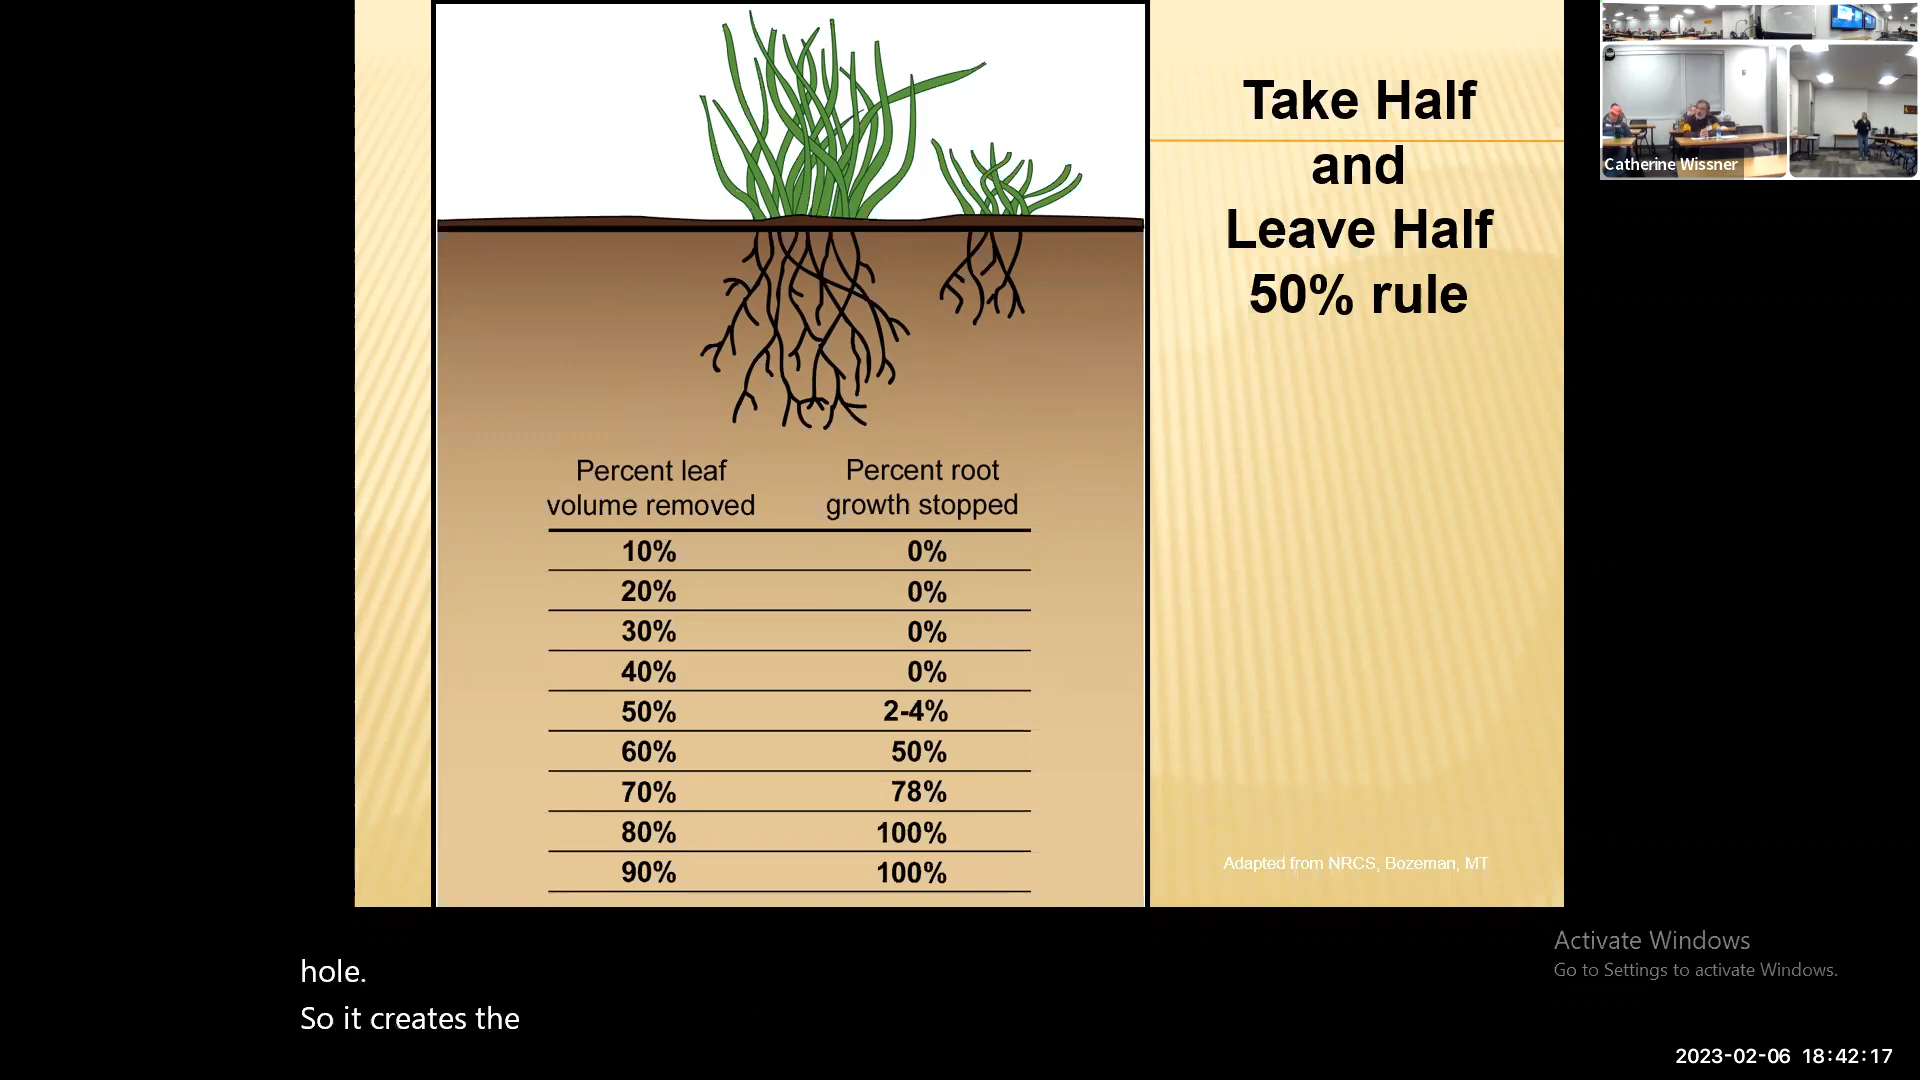 Take Half
and
Leave Half
50% rule
Percent leaf
volume removed
Percent root
growth stopped
10% 0%
20% 0%
30% 0%
40% 0%
50% 2-4%
60% 50%
70% 78%
80% 100%
90% 100%
Adapted from NRCS, Bozeman, MT
Catherine Wissner
hole.
So it creates the
Activate Windows
Go to Settings to activate Windows.
2023-02-06 18:42:17